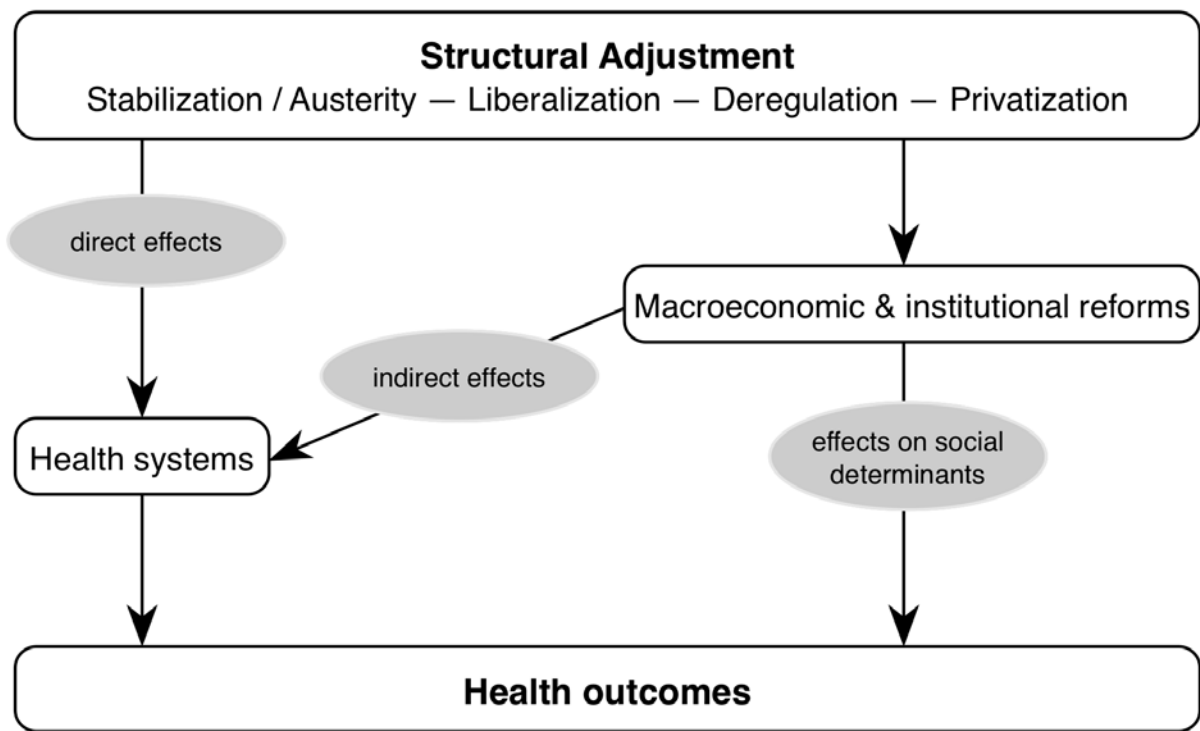 Structural Adjustment
Stabilization / Austerity — Liberalization — Deregulation — Privatization
direct effects
Macroeconomic & institutional reforms
indirect effects
effects on social
determinants
Health systems
Health outcomes